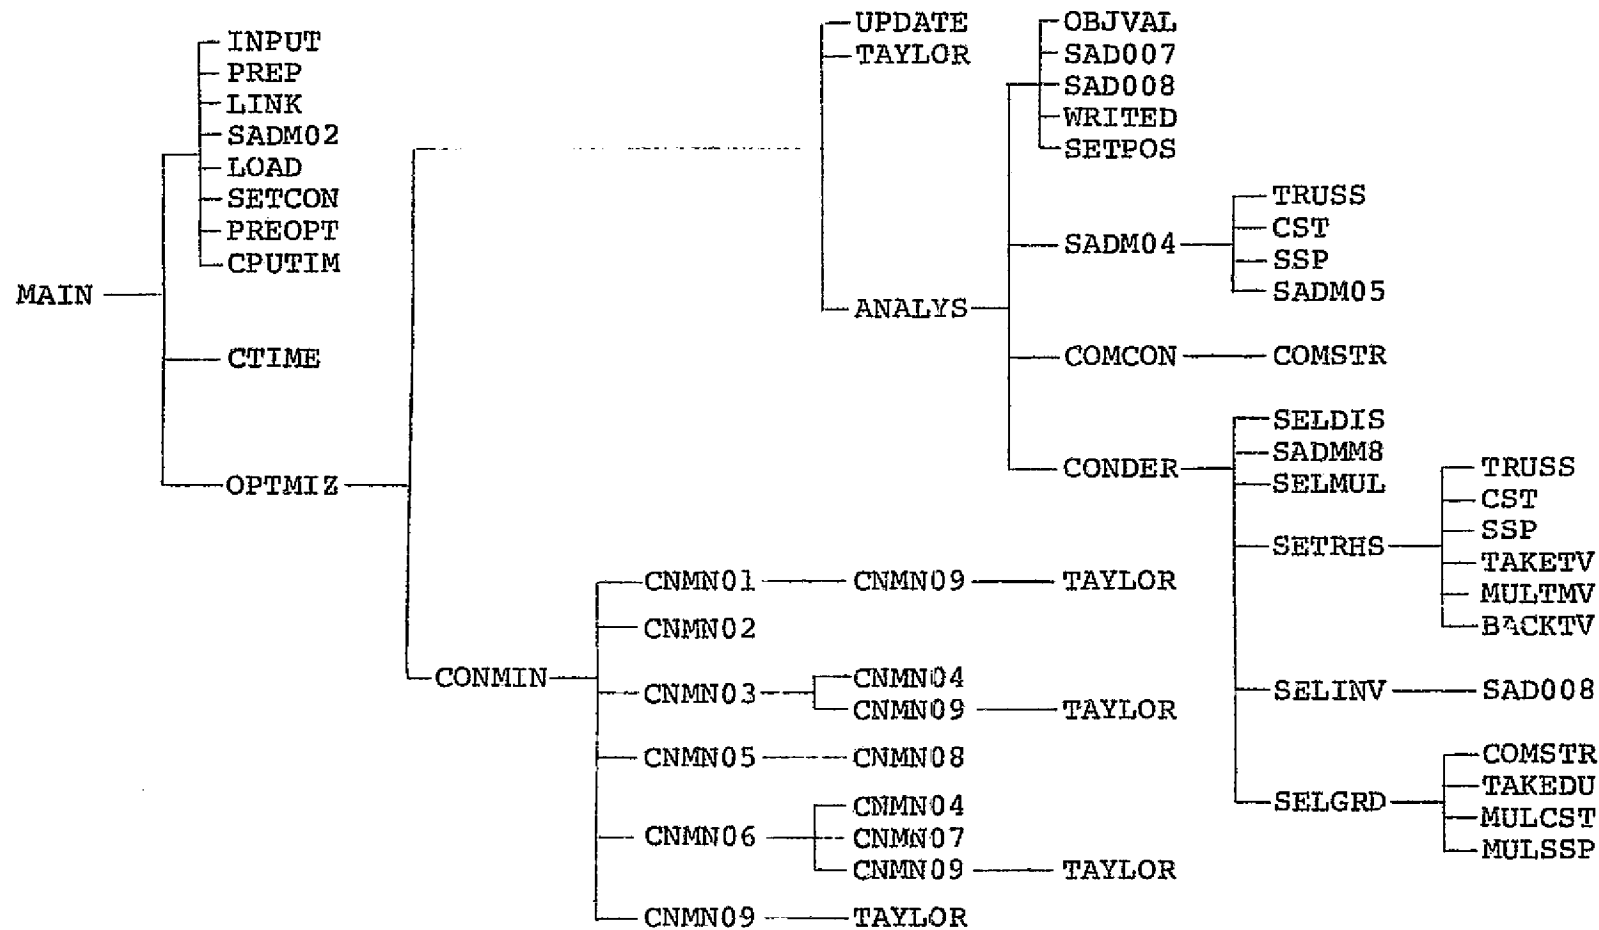 UPDATE
TAYLOR
OBJVAL
SAD007
SAD008
WRITED
SETPOS
INPUT
PREP
LINK
SADM02
LOAD
SETCON
PREOPT
CPUTIM
TRUSS
CST
SSP
SADM05
SADM04
MAIN
ANALYS
CTIME
COMCON
COMSTR
OPTMIZ
CONDER
SELDIS
SADMM8
SELMUL
SETRHS
TRUSS
CST
SSP
TAKETV
MULTMV
BACKTV
CNMN01
CNMN09
TAYLOR
CNMN02
CONMIN
CNMN03
CNMN04
CNMN09
TAYLOR
SELINV
SAD008
CNMN05
CNMN08
SELGRD
COMSTR
TAKEDU
MULCST
MULSSP
CNMN06
CNMN04
CNMN07
CNMN09
TAYLOR
CNMN09
TAYLOR